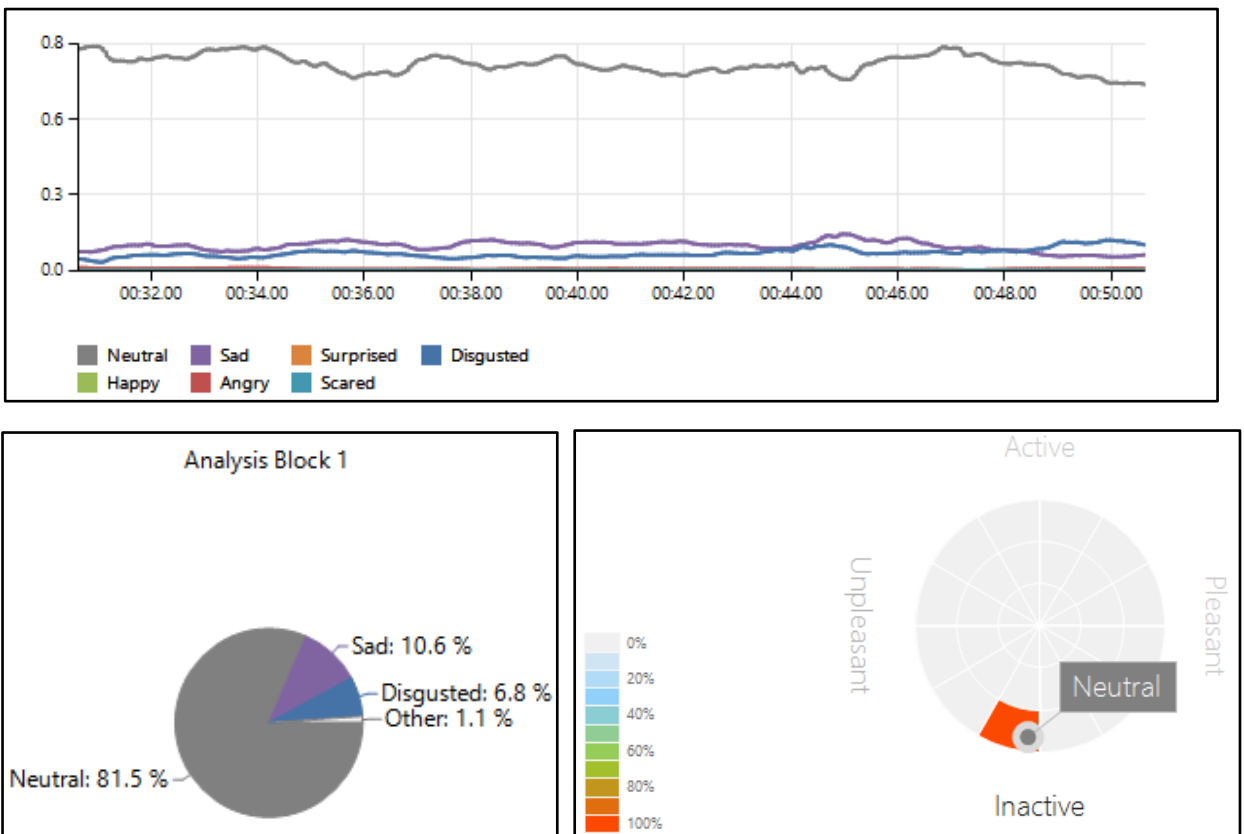 0.8
0.6
0.3
0.0
00:32.00 00:34.00 00:36.00 00:38.00 00:40.00 00:42.00 00:44.00 00:46.00 00:48.00 00:50.00
Neutral Sad Surprised Disgusted
Happy Angry Scared
Analysis Block 1
Sad: 10.6 %
Disgusted: 6.8 %
Other: 1.1 %
Neutral: 81.5 %
Active
Unpleasant
Pleasant
Neutral
Inactive
0%
20%
40%
60%
80%
100%